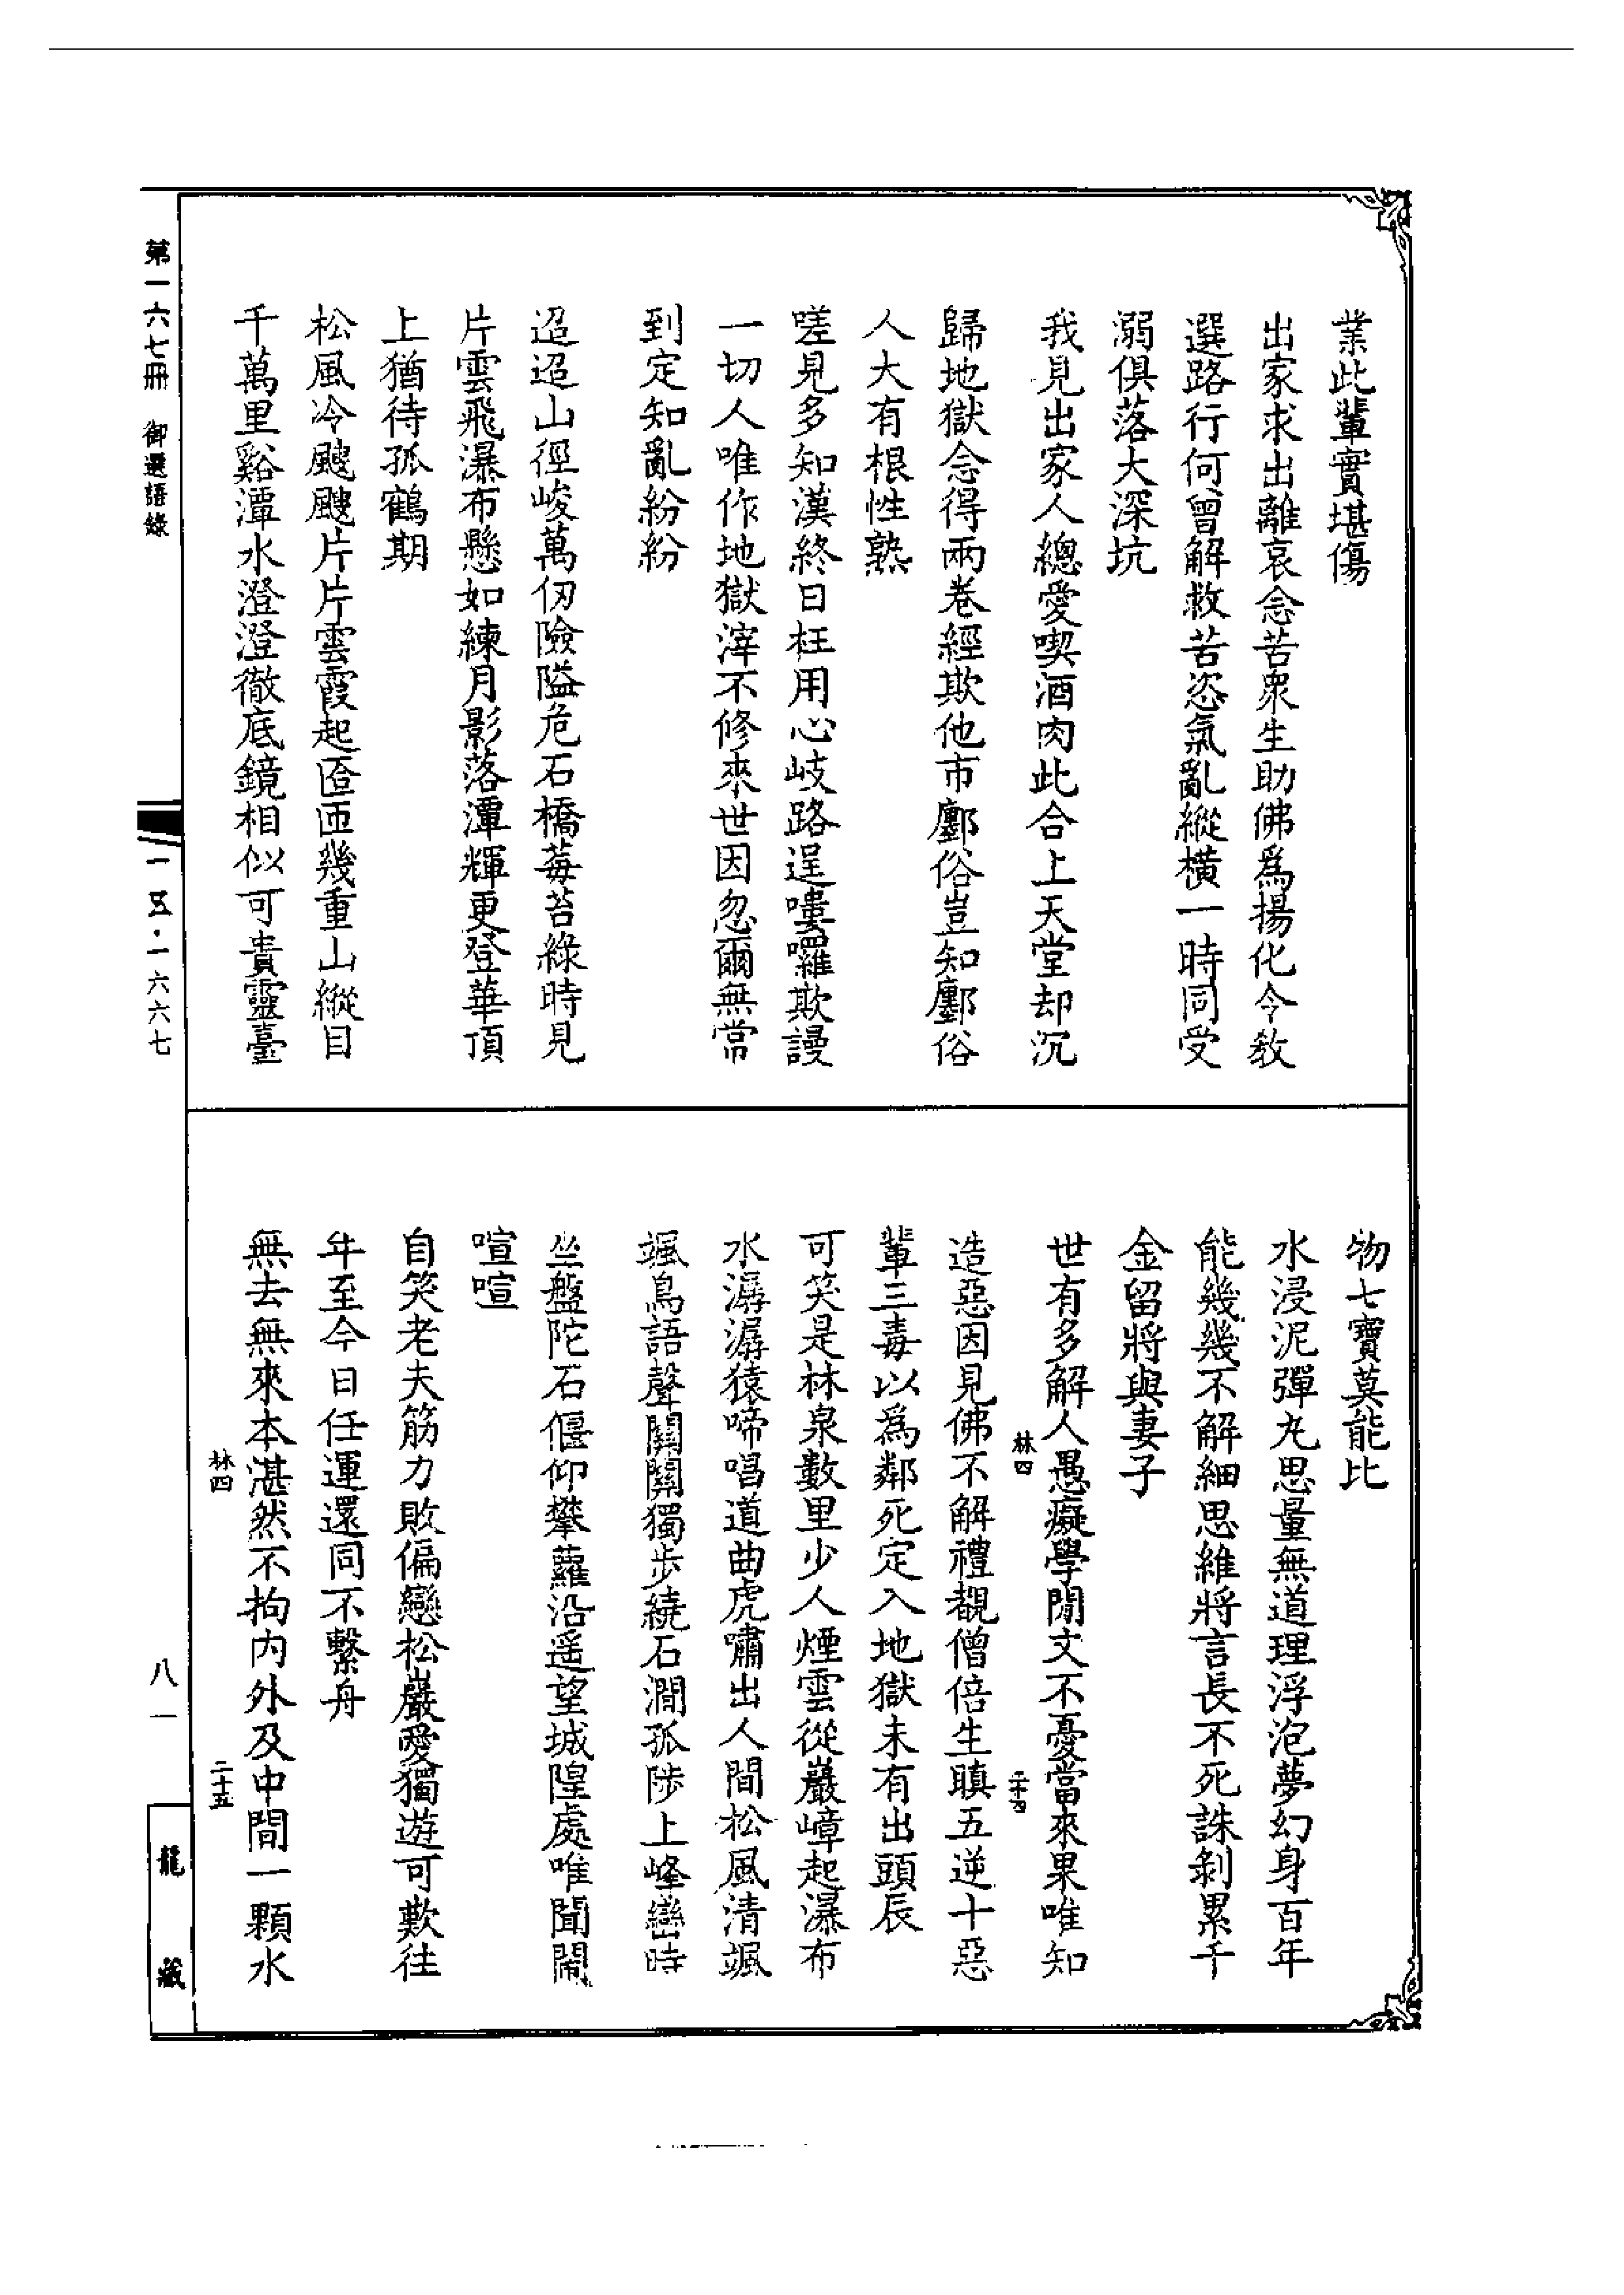 業此輩實堪傷
出家求出離哀念苦衆生助佛爲揚化令教
選路行何曾解救苦恣氣亂縱橫一時同受
溺俱落大深坑
我見出家人總愛喫酒肉此合上天堂却沉
歸地獄念得兩卷經欺他市鄽俗豈知鄽俗
人大有根性熟
嗟見多知漢終日枉用心岐路逞嘍囉欺謾
一切人唯作地獄滓不修來世因忽爾無常
到定知亂紛紛
迢迢山徑峻萬仞險隘危石橋莓苔綠時見
片雲飛瀑布懸如練月影落潭輝更登華頂
上猶待孤鶴期
松風冷颼颼片片雲霞起匼匝幾重山縱目
千萬里谿潭水澄澄徹底鏡相似可貴靈臺
物七寶莫能比
水浸泥彈丸思量無道理浮泡夢幻身百年
能幾幾不解細思維將言長不死誅剝累千
金留將與妻子
世有多解人愚癡學閒文不憂當來果唯知
林四
二十四
造惡因見佛不解禮覩僧倍生瞋五逆十惡
輩三毒以爲鄰死定入地獄未有出頭辰
可笑是林泉數里少人煙雲從巖嶂起瀑布
水潺潺猿啼唱道曲虎嘯出人間松風清颯
颯鳥語聲關關獨步繞石澗孤陟上峰巒時
坐盤陀石偃仰攀蘿沿遥望城隍處唯聞鬧
喧喧
自笑老夫筋力敗偏戀松巖愛獨遊可歎往
年至今日任運還同不繫舟
無去無來本湛然不拘内外及中間一顆水
林四
二十五
第一六七冊 御選語錄
一五·一六六七
八一
龍藏